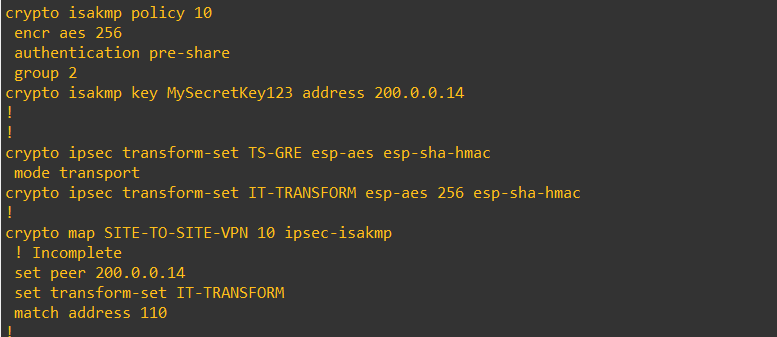 crypto isakmp policy 10
 encr aes 256
 authentication pre-share
 group 2
crypto isakmp key MySecretKey123 address 200.0.0.14
!
!
crypto ipsec transform-set TS-GRE esp-aes esp-sha-hmac
 mode transport
crypto ipsec transform-set IT-TRANSFORM esp-aes 256 esp-sha-hmac
!
crypto map SITE-TO-SITE-VPN 10 ipsec-isakmp
 ! Incomplete
 set peer 200.0.0.14
 set transform-set IT-TRANSFORM
 match address 110
!